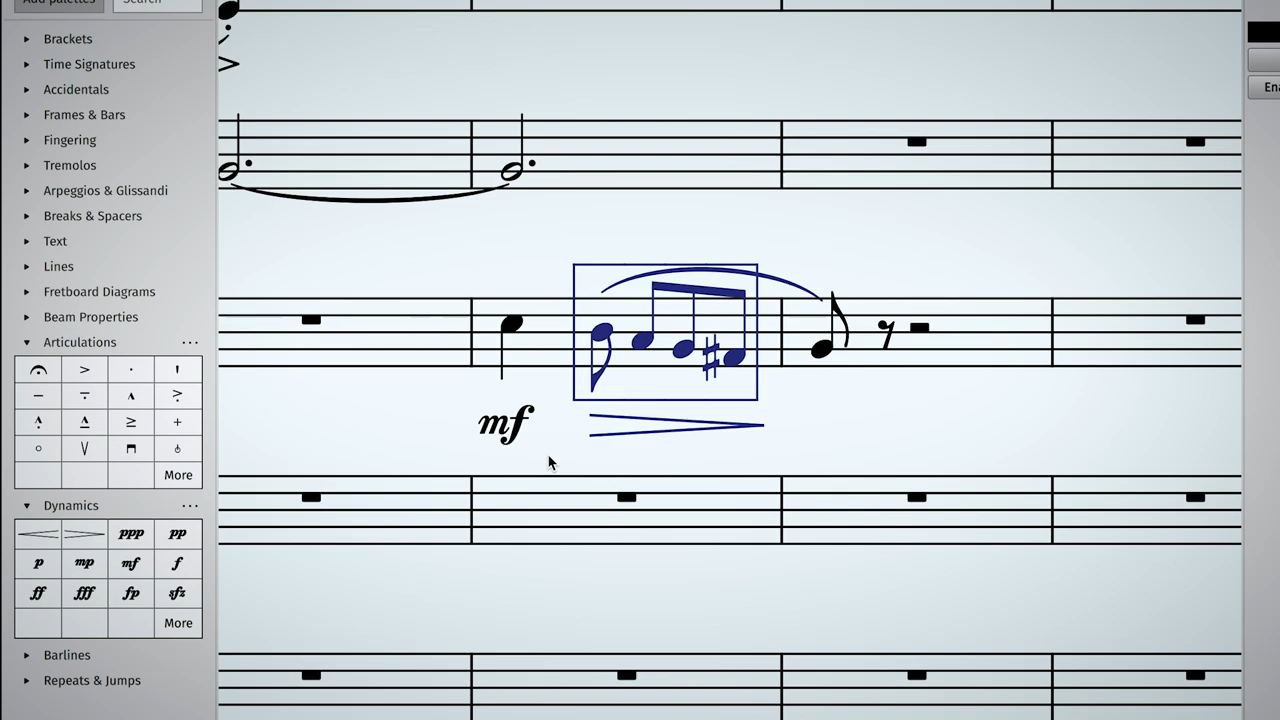 Add palettes
Search
Brackets
Time Signatures
Accidentals
Frames & Bars
Fingering
Tremolos
Arpeggios & Glissandi
Breaks & Spacers
Text
Lines
Fretboard Diagrams
Beam Properties
Articulations
More
Dynamics
ppp pp
p mp mf f
ff fff fp sfz
More
Barlines
Repeats & Jumps
mf